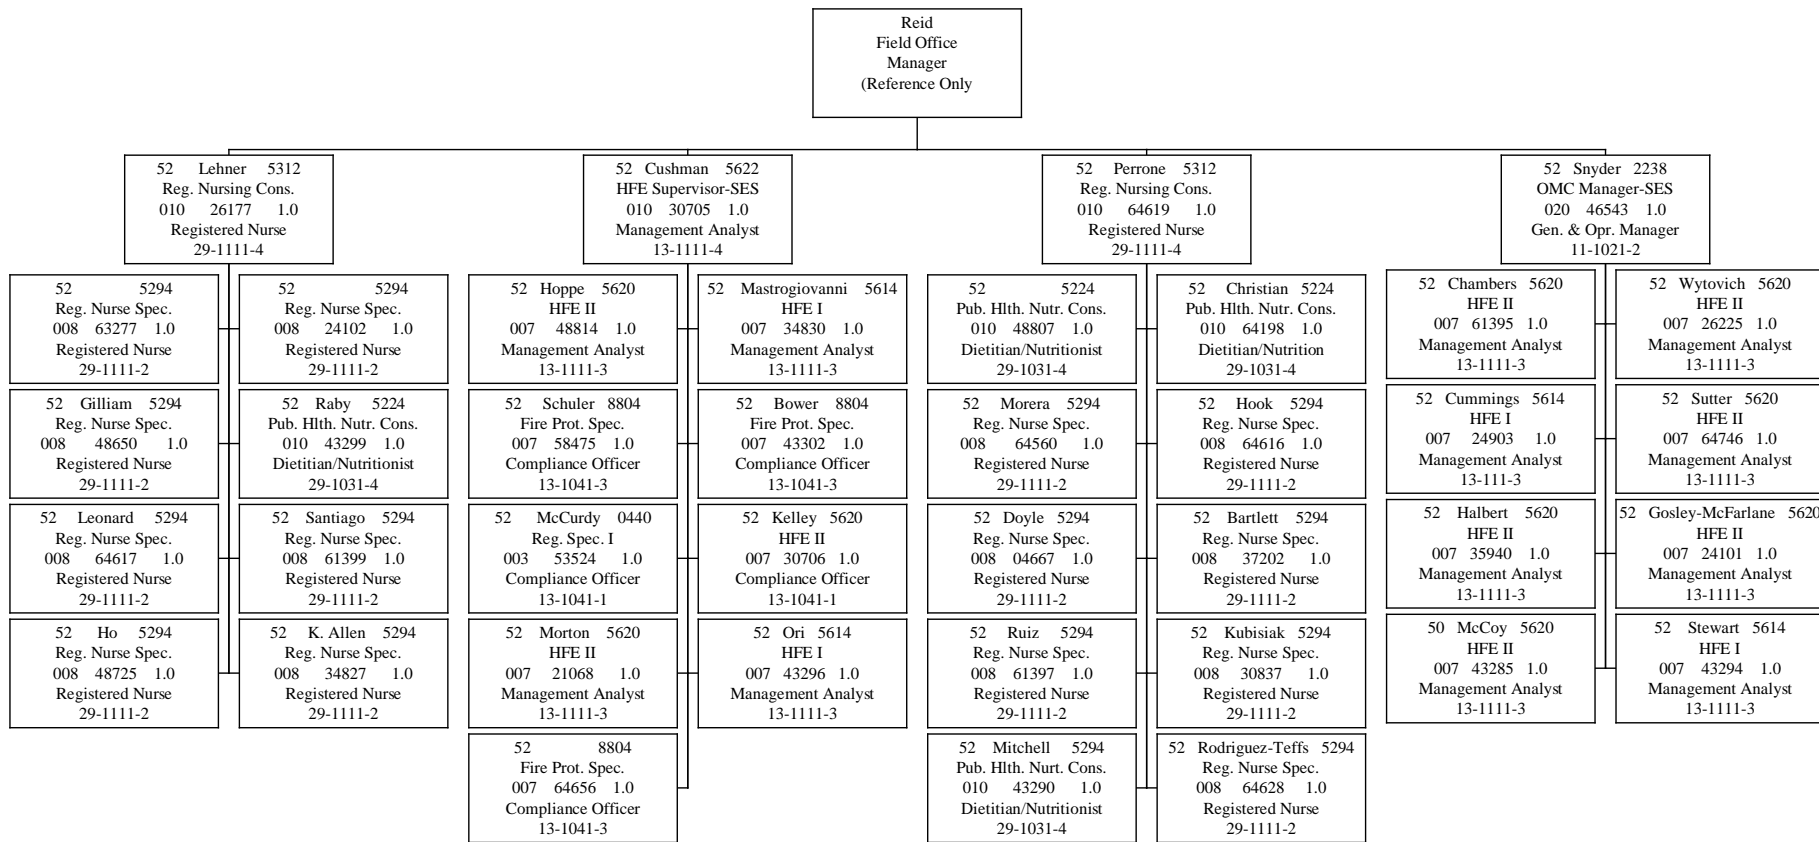 Reid
Field Office
Manager
(Reference Only
52 Lehner 5312
Reg. Nursing Cons.
010 26177 1.0
Registered Nurse
29-1111-4
52 Cushman 5622
HFE Supervisor-SES
010 30705 1.0
Management Analyst
13-1111-4
52 Perrone 5312
Reg. Nursing Cons.
010 64619 1.0
Registered Nurse
29-1111-4
52 Snyder 2238
OMC Manager-SES
020 46543 1.0
Gen. & Opr. Manager
11-1021-2
52 5294
Reg. Nurse Spec.
008 63277 1.0
Registered Nurse
29-1111-2
52 5294
Reg. Nurse Spec.
008 24102 1.0
Registered Nurse
29-1111-2
52 Gilliam 5294
Reg. Nurse Spec.
008 48650 1.0
Registered Nurse
29-1111-2
52 Raby 5224
Pub. Hlth. Nutr. Cons.
010 43299 1.0
Dietitian/Nutritionist
29-1031-4
52 Leonard 5294
Reg. Nurse Spec.
008 64617 1.0
Registered Nurse
29-1111-2
52 Santiago 5294
Reg. Nurse Spec.
008 61399 1.0
Registered Nurse
29-1111-2
52 Ho 5294
Reg. Nurse Spec.
008 48725 1.0
Registered Nurse
29-1111-2
52 K. Allen 5294
Reg. Nurse Spec.
008 34827 1.0
Registered Nurse
29-1111-2
52 Hoppe 5620
HFE II
007 48814 1.0
Management Analyst
13-1111-3
52 Mastrogiovanni 5614
HFE I
007 34830 1.0
Management Analyst
13-1111-3
52 Schuler 8804
Fire Prot. Spec.
007 58475 1.0
Compliance Officer
13-1041-3
52 Bower 8804
Fire Prot. Spec.
007 43302 1.0
Compliance Officer
13-1041-3
52 McCurdy 0440
Reg. Spec. I
003 53524 1.0
Compliance Officer
13-1041-1
52 Kelley 5620
HFE II
007 30706 1.0
Compliance Officer
13-1041-1
52 Morton 5620
HFE II
007 21068 1.0
Management Analyst
13-1111-3
52 Ori 5614
HFE I
007 43296 1.0
Management Analyst
13-1111-3
52 8804
Fire Prot. Spec.
007 64656 1.0
Compliance Officer
13-1041-3
52 5224
Pub. Hlth. Nutr. Cons.
010 48807 1.0
Dietitian/Nutritionist
29-1031-4
52 Christian 5224
Pub. Hlth. Nutr. Cons.
010 64198 1.0
Dietitian/Nutrition
29-1031-4
52 Morera 5294
Reg. Nurse Spec.
008 64560 1.0
Registered Nurse
29-1111-2
52 Hook 5294
Reg. Nurse Spec.
008 64616 1.0
Registered Nurse
29-1111-2
52 Doyle 5294
Reg. Nurse Spec.
008 04667 1.0
Registered Nurse
29-1111-2
52 Bartlett 5294
Reg. Nurse Spec.
008 37202 1.0
Registered Nurse
29-1111-2
52 Ruiz 5294
Reg. Nurse Spec.
008 61397 1.0
Registered Nurse
29-1111-2
52 Kubisiak 5294
Reg. Nurse Spec.
008 30837 1.0
Registered Nurse
29-1111-2
52 Mitchell 5294
Pub. Hlth. Nurt. Cons.
010 43290 1.0
Dietitian/Nutritionist
29-1031-4
52 Rodriguez-Teffs 5294
Reg. Nurse Spec.
008 64628 1.0
Registered Nurse
29-1111-2
52 Chambers 5620
HFE II
007 61395 1.0
Management Analyst
13-1111-3
52 Wytovich 5620
HFE II
007 26225 1.0
Management Analyst
13-1111-3
52 Cummings 5614
HFE I
007 24903 1.0
Management Analyst
13-111-3
52 Sutter 5620
HFE II
007 64746 1.0
Management Analyst
13-1111-3
52 Halbert 5620
HFE II
007 35940 1.0
Management Analyst
13-1111-3
52 Gosley-McFarlane 5620
HFE II
007 24101 1.0
Management Analyst
13-1111-3
50 McCoy 5620
HFE II
007 43285 1.0
Management Analyst
13-1111-3
52 Stewart 5614
HFE I
007 43294 1.0
Management Analyst
13-1111-3